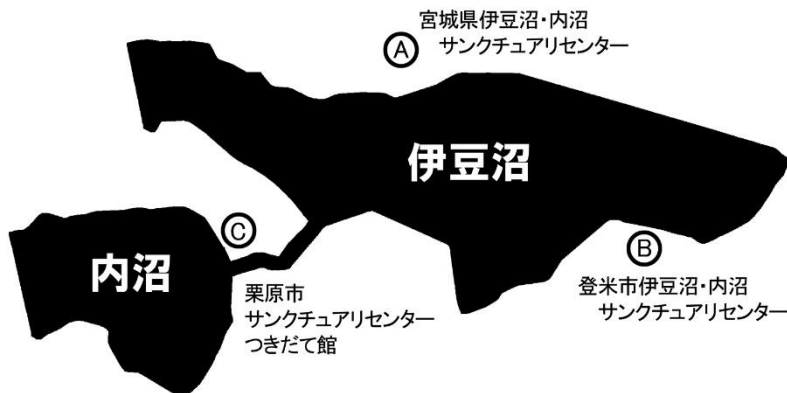 Ⓐ
宮城県伊豆沼・内沼
サンクチュアリセンター
伊豆沼
内沼
Ⓒ
栗原市
サンクチュアリセンター
つきだて館
Ⓑ
登米市伊豆沼・内沼
サンクチュアリセンター